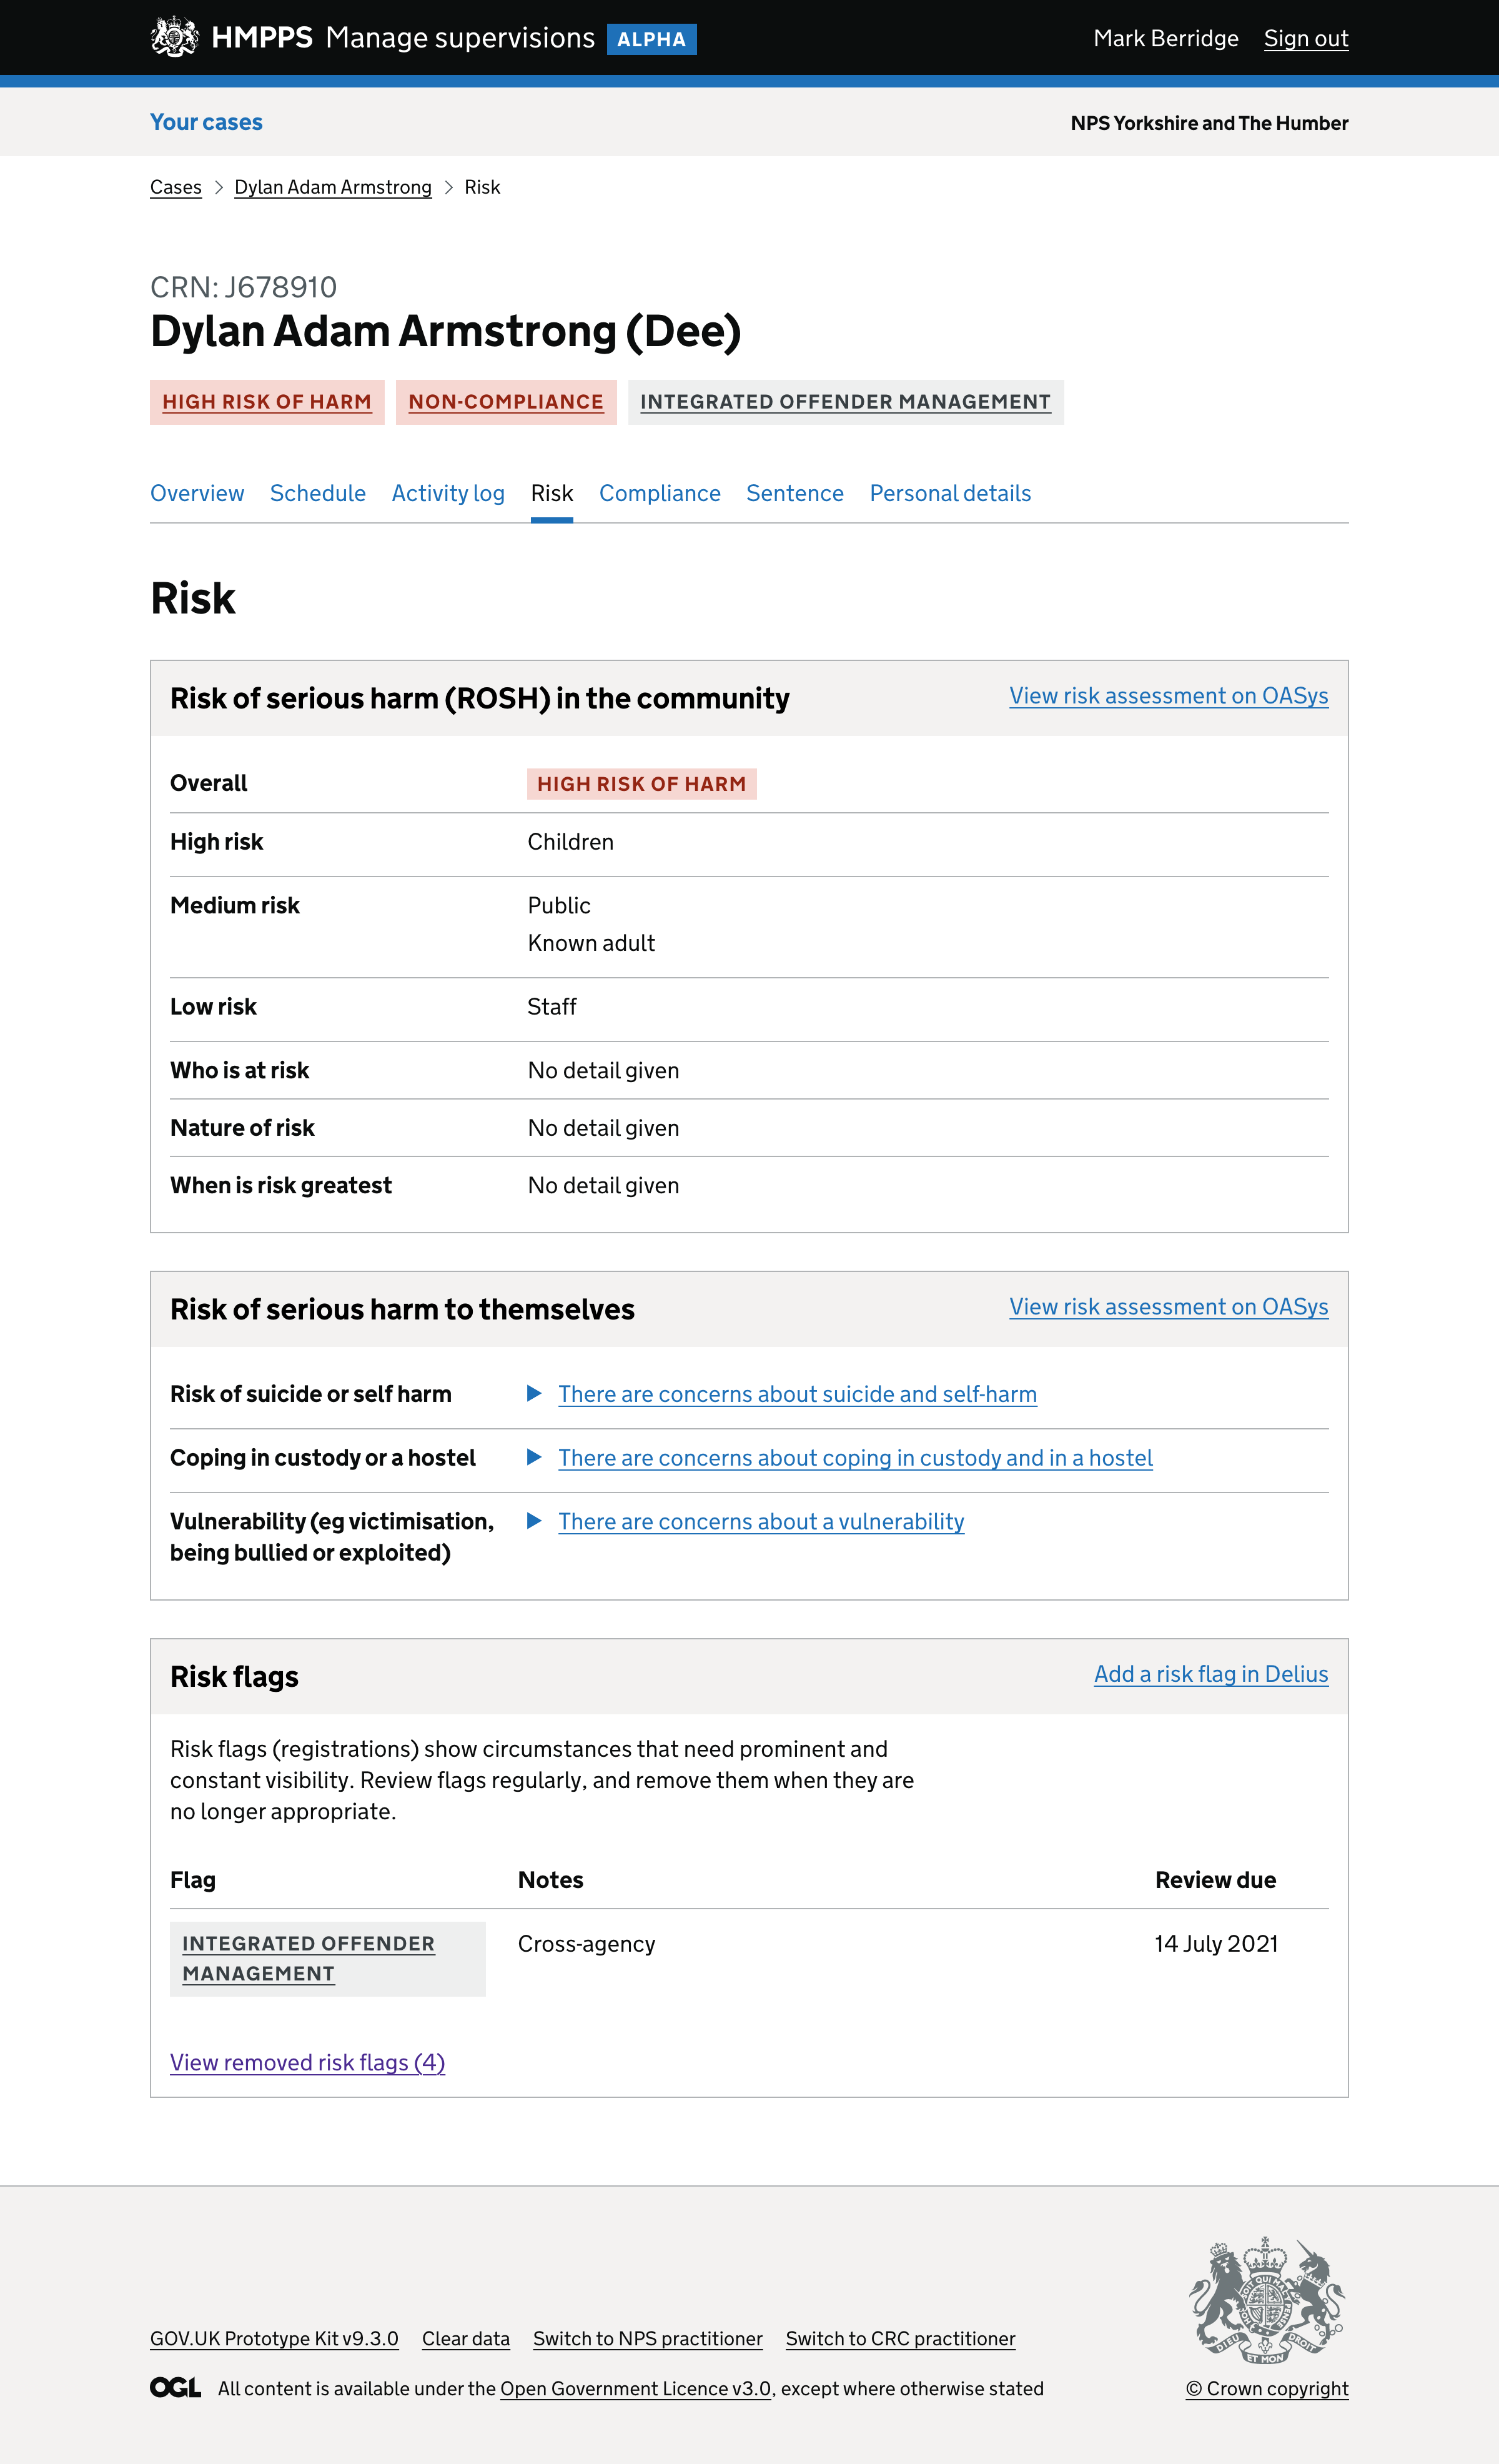 HMPPS Manage supervisions ALPHA Mark Berridge Sign out
Your cases NPS Yorkshire and The Humber
Cases Dylan Adam Armstrong Risk
CRN: J678910
Dylan Adam Armstrong (Dee)
HIGH RISK OF HARM NON-COMPLIANCE INTEGRATED OFFENDER MANAGEMENT
Overview Schedule Activity log Risk Compliance Sentence Personal details
Risk
Risk of serious harm (ROSH) in the community View risk assessment on OASys
Overall HIGH RISK OF HARM
High risk Children
Medium risk Public
Known adult
Low risk Staff
Who is at risk No detail given
Nature of risk No detail given
When is risk greatest No detail given
Risk of serious harm to themselves View risk assessment on OASys
Risk of suicide or self harm There are concerns about suicide and self-harm
Coping in custody or a hostel There are concerns about coping in custody and in a hostel
Vulnerability (eg victimisation, There are concerns about a vulnerability
being bullied or exploited)
Risk flags Add a risk flag in Delius
Risk flags (registrations) show circumstances that need prominent and
constant visibility. Review flags regularly, and remove them when they are
no longer appropriate.
Flag Notes Review due
INTEGRATED OFFENDER Cross-agency 14 July 2021
MANAGEMENT
View removed risk flags (4)
DIEU ET MON DROIT
GOV.UK Prototype Kit v9.3.0 Clear data Switch to NPS practitioner Switch to CRC practitioner
OGL All content is available under the Open Government Licence v3.0, except where otherwise stated © Crown copyright